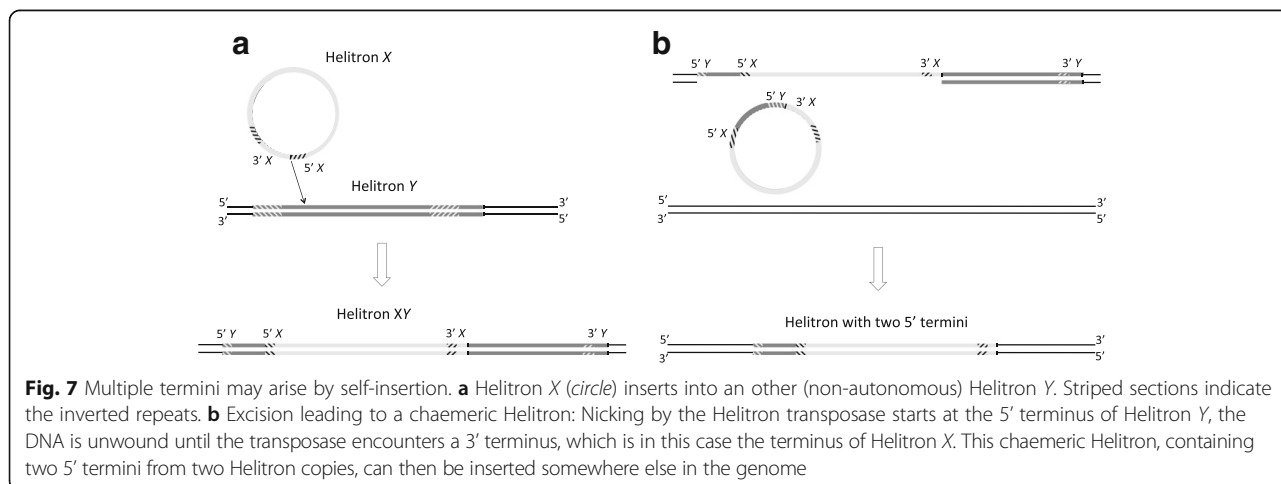 a
Helitron X
3' X
5' X
Helitron Y
5'
3'
3'
5'
Helitron XY
5' Y
5' X
3' X
3' Y
b
5' Y
5' X
3' X
3' Y
5' Y
3' X
5' X
5'
3'
3'
5'
Helitron with two 5' termini
5'
3'
3'
5'
Fig. 7 Multiple termini may arise by self-insertion. a Helitron X (circle) inserts into an other (non-autonomous) Helitron Y. Striped sections indicate
the inverted repeats. b Excision leading to a chaemeric Helitron: Nicking by the Helitron transposase starts at the 5' terminus of Helitron Y, the
DNA is unwound until the transposase encounters a 3' terminus, which is in this case the terminus of Helitron X. This chaemeric Helitron, containing
two 5' termini from two Helitron copies, can then be inserted somewhere else in the genome